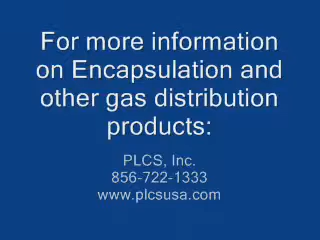 For more information
on Encapsulation and
other gas distribution
products:
PLCS, Inc.
856-722-1333
www.plcsusa.com